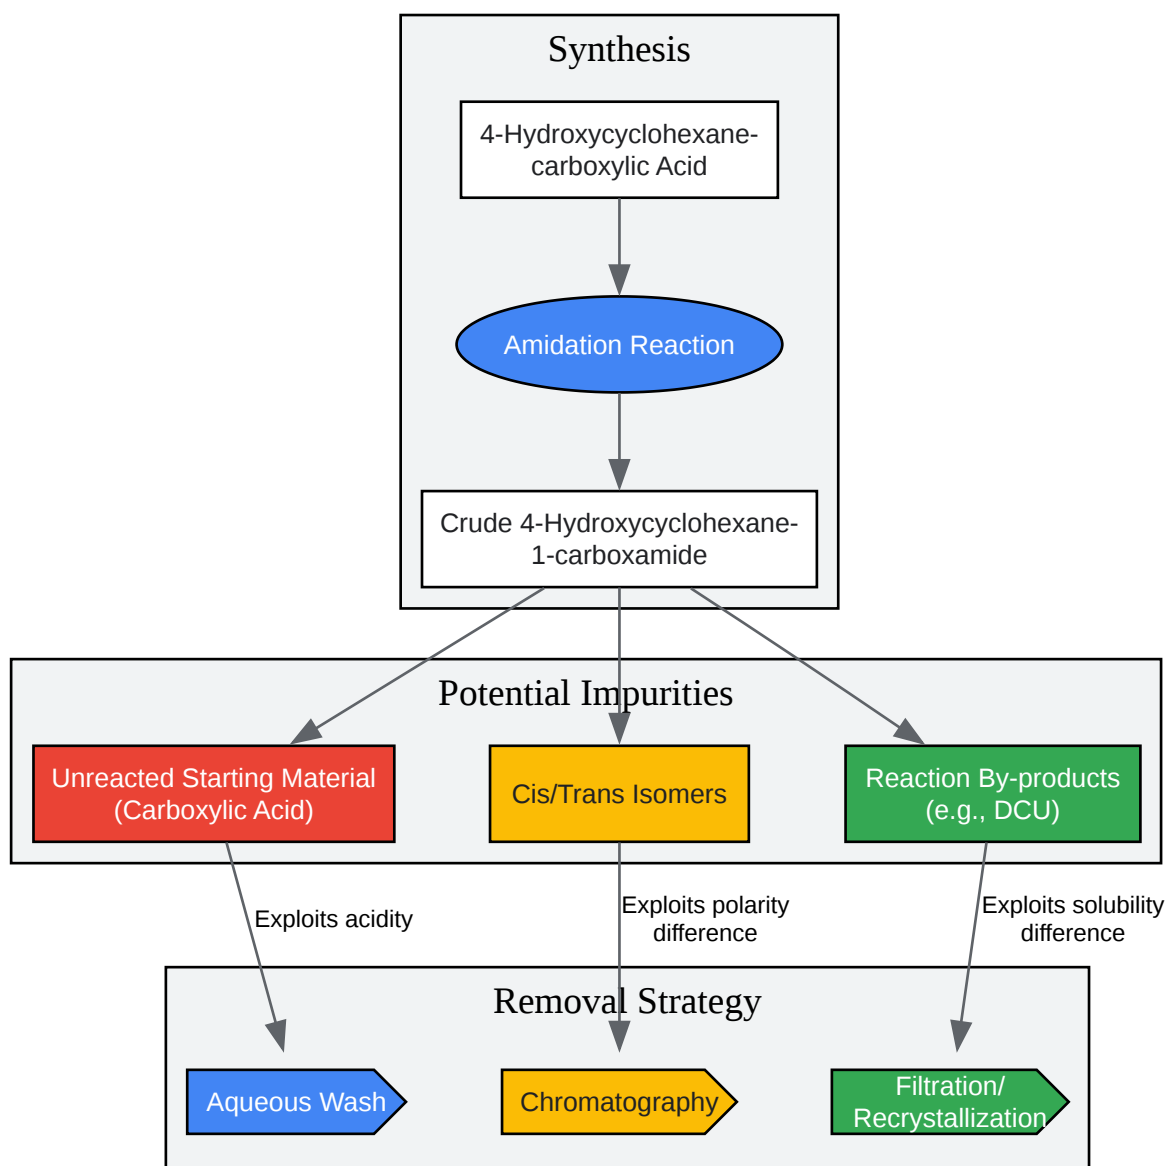 Synthesis
4-Hydroxycyclohexane-
carboxylic Acid
Amidation Reaction
Crude 4-Hydroxycyclohexane-
1-carboxamide
Potential Impurities
Unreacted Starting Material
(Carboxylic Acid)
Cis/Trans Isomers
Reaction By-products
(e.g., DCU)
Exploits acidity
Exploits polarity
difference
Exploits solubility
difference
Removal Strategy
Aqueous Wash
Chromatography
Filtration/
Recrystallization